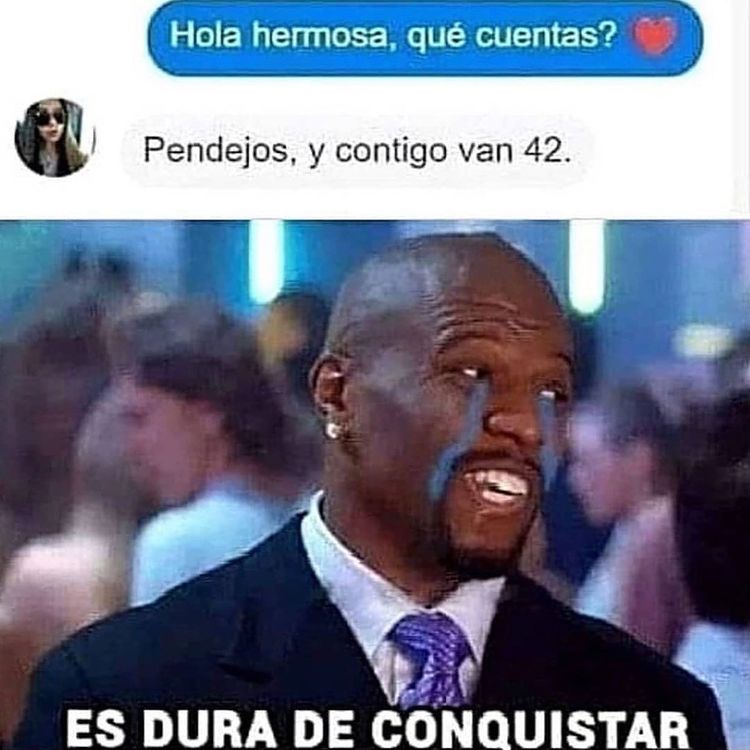 Hola hermosa, qué cuentas? ❤️
Pendejos, y contigo van 42.
ES DURA DE CONQUISTAR